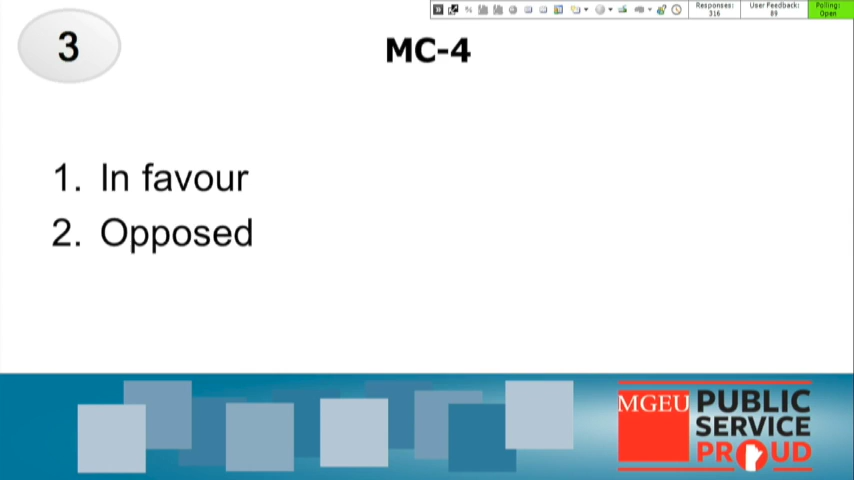 Responses: User Feedback: Polling:
316 89 Open
3
MC-4
1. In favour
2. Opposed
MGEU PUBLIC
SERVICE
PROUD